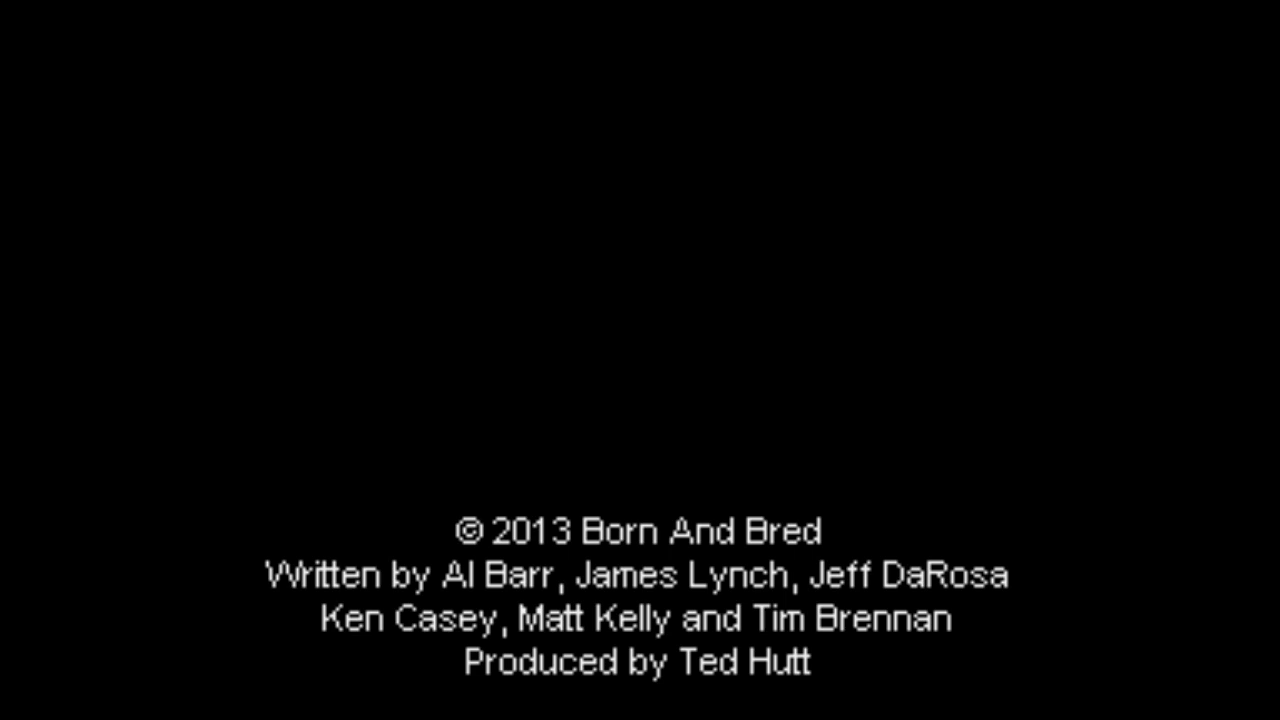 © 2013 Born And Bred
Written by Al Barr, James Lynch, Jeff DaRosa
Ken Casey, Matt Kelly and Tim Brennan
Produced by Ted Hutt